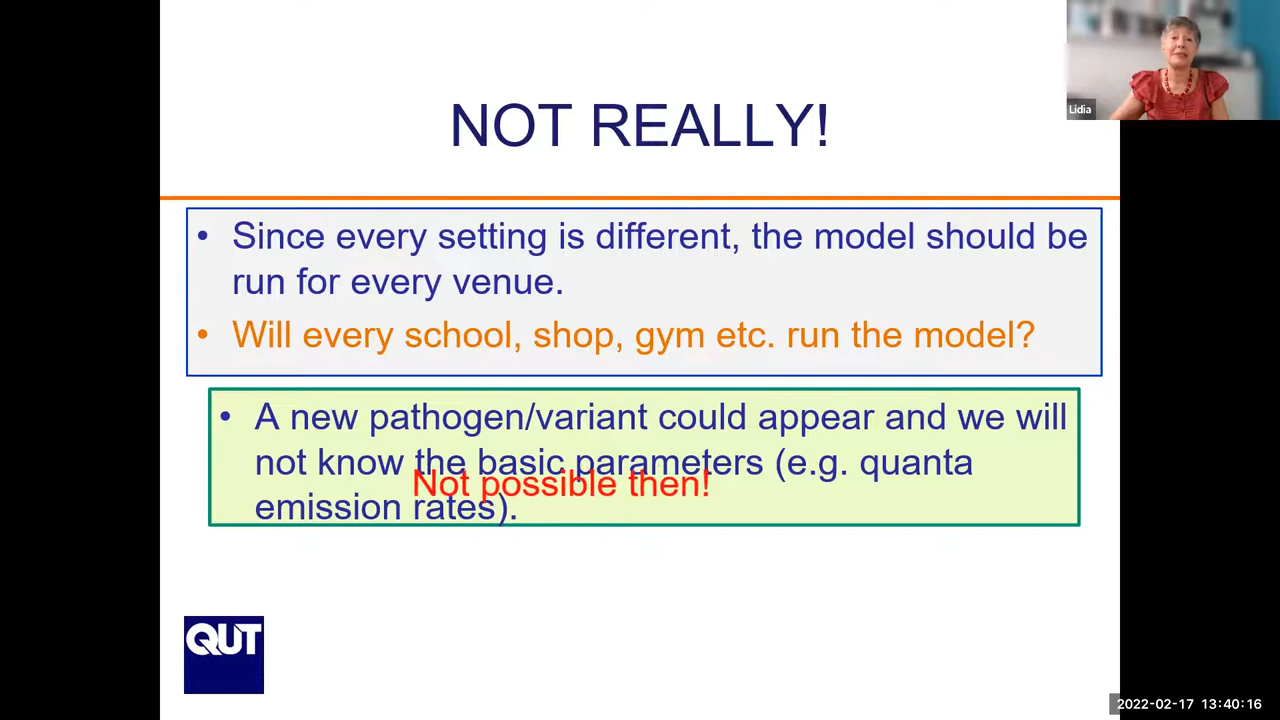 Lidia
NOT REALLY!
• Since every setting is different, the model should be
run for every venue.
• Will every school, shop, gym etc. run the model?
• A new pathogen/variant could appear and we will
not know the basic parameters (e.g. quanta
Not possible then!
emission rates).
QUT
2022-02-17 13:40:16